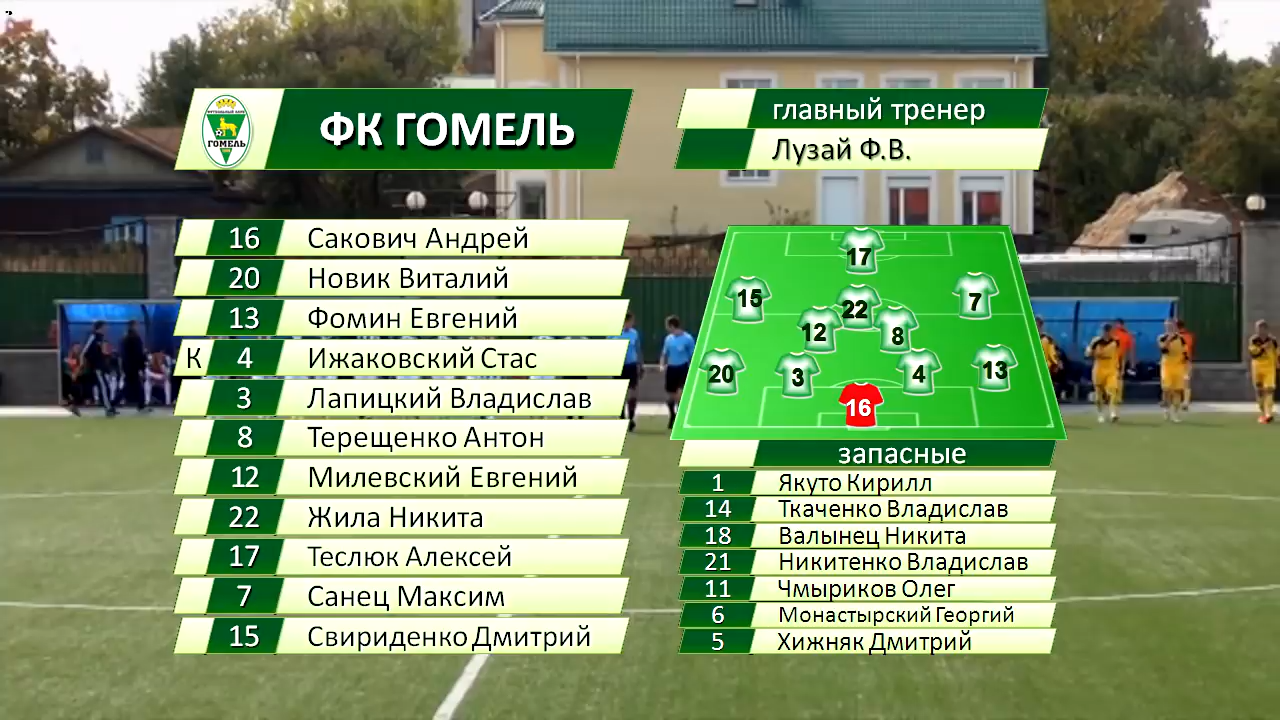 ФУТБОЛЬНЫЙ КЛУБ
ГОМЕЛЬ
ФК ГОМЕЛЬ
главный тренер
Лузай Ф.В.
16 Сакович Андрей
20 Новик Виталий
13 Фомин Евгений
К 4 Ижаковский Стас
3 Лапицкий Владислав
8 Терещенко Антон
12 Милевский Евгений
22 Жила Никита
17 Теслюк Алексей
7 Санец Максим
15 Свириденко Дмитрий
17
15 22 7
12 8
20 3 4 13
16
запасные
1 Якуто Кирилл
14 Ткаченко Владислав
18 Валынец Никита
21 Никитенко Владислав
11 Чмыриков Олег
6 Монастырский Георгий
5 Хижняк Дмитрий